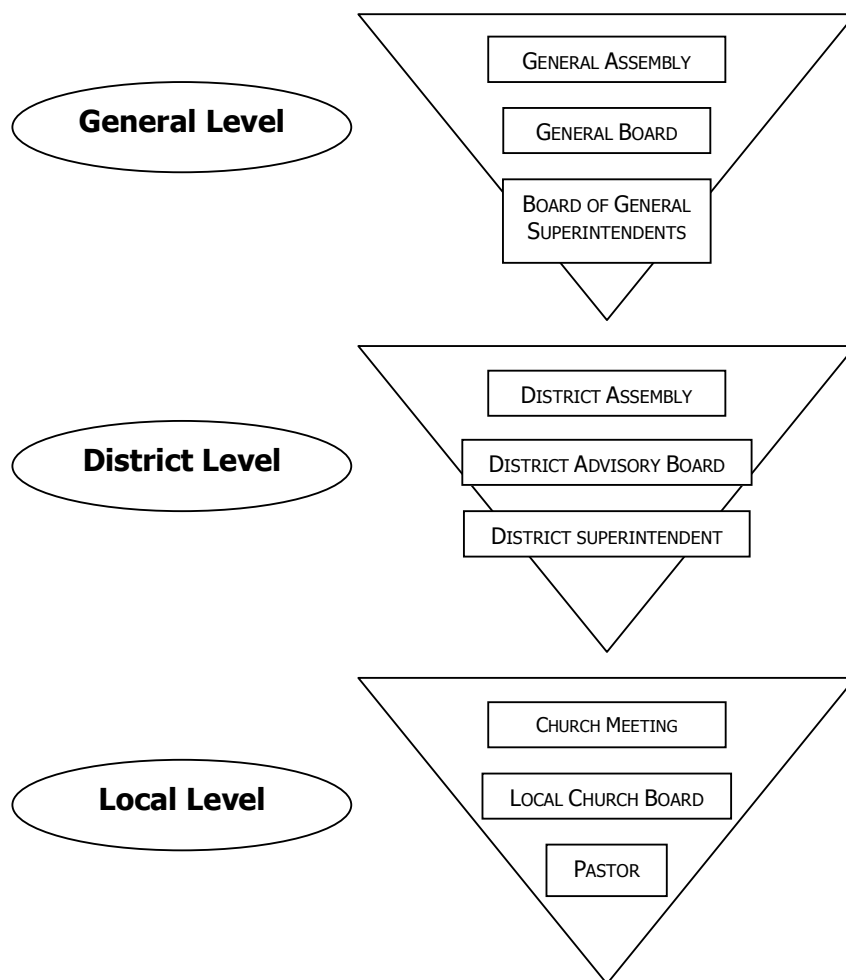 GENERAL ASSEMBLY
General Level
GENERAL BOARD
BOARD OF GENERAL
SUPERINTENDENTS
DISTRICT ASSEMBLY
District Level
DISTRICT ADVISORY BOARD
DISTRICT SUPERINTENDENT
CHURCH MEETING
Local Level
LOCAL CHURCH BOARD
PASTOR